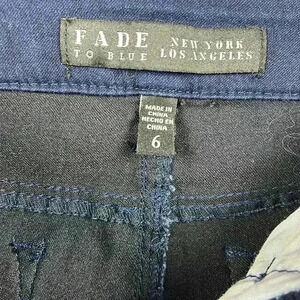 FADE
TO BLUE
NEW YORK
LOS ANGELES
MADE IN
CHINA
HECHO EN
CHINA
6